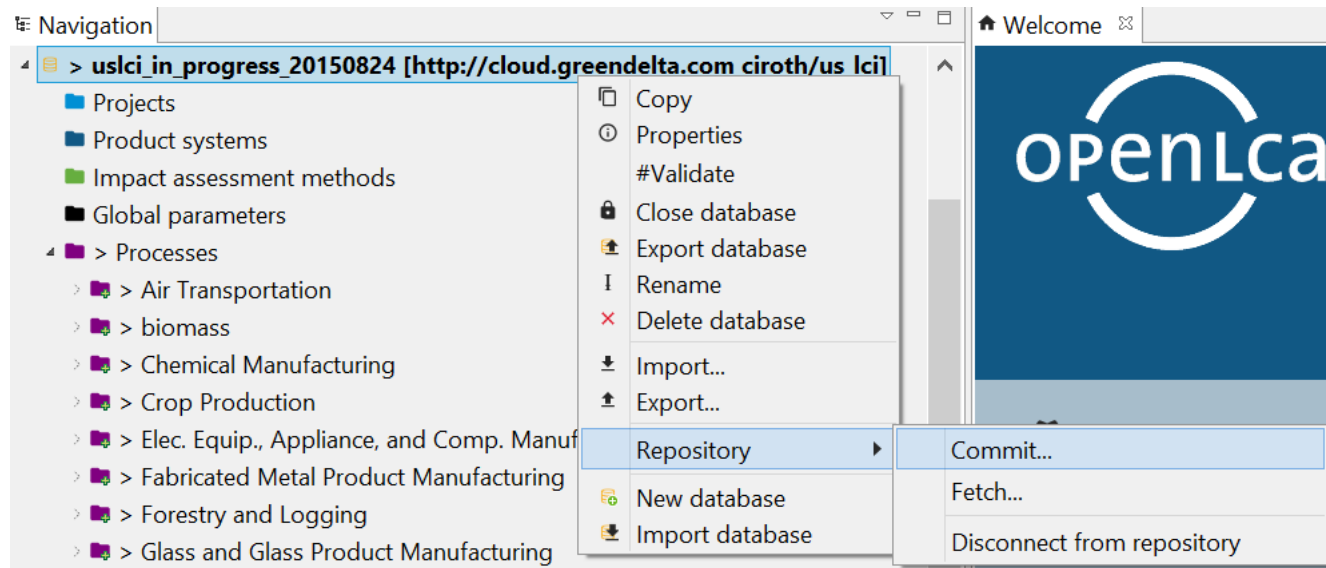 Navigation
> uslci_in_progress_20150824 [http://cloud.greendelta.com ciroth/us_lci]
Projects
Product systems
Impact assessment methods
Global parameters
> Processes
> Air Transportation
> biomass
> Chemical Manufacturing
> Crop Production
> Elec. Equip., Appliance, and Comp. Manuf
> Fabricated Metal Product Manufacturing
> Forestry and Logging
> Glass and Glass Product Manufacturing
Copy
Properties
#Validate
Close database
Export database
Rename
Delete database
Import...
Export...
Repository
New database
Import database
Commit...
Fetch...
Disconnect from repository
Welcome
openLca